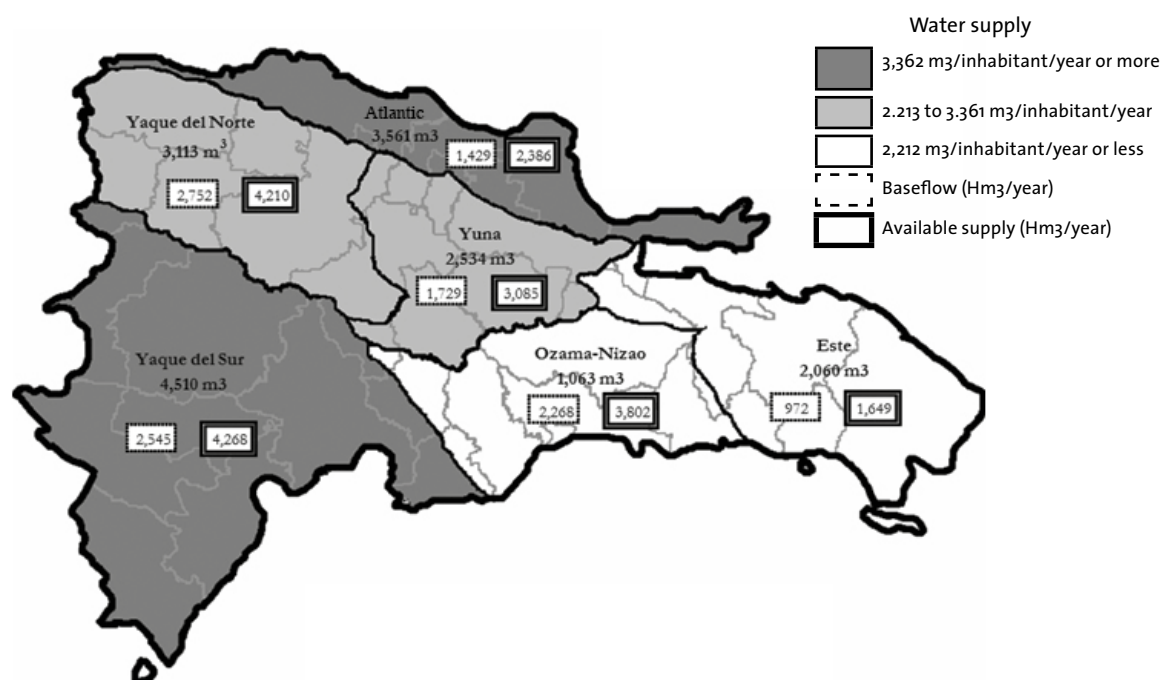 Water supply
3,362 m3/inhabitant/year or more
2.213 to 3.361 m3/inhabitant/year
2,212 m3/inhabitant/year or less
Baseflow (Hm3/year)
Available supply (Hm3/year)
Atlantic
3,561 m3
1,429
2,386
Yaque del Norte
3,113 m3
2,752
4,210
Yuna
2,534 m3
1,729
3,085
Yaque del Sur
4,510 m3
2,545
4,268
Ozama-Nizao
1,063 m3
2,268
3,802
Este
2,060 m3
972
1,649